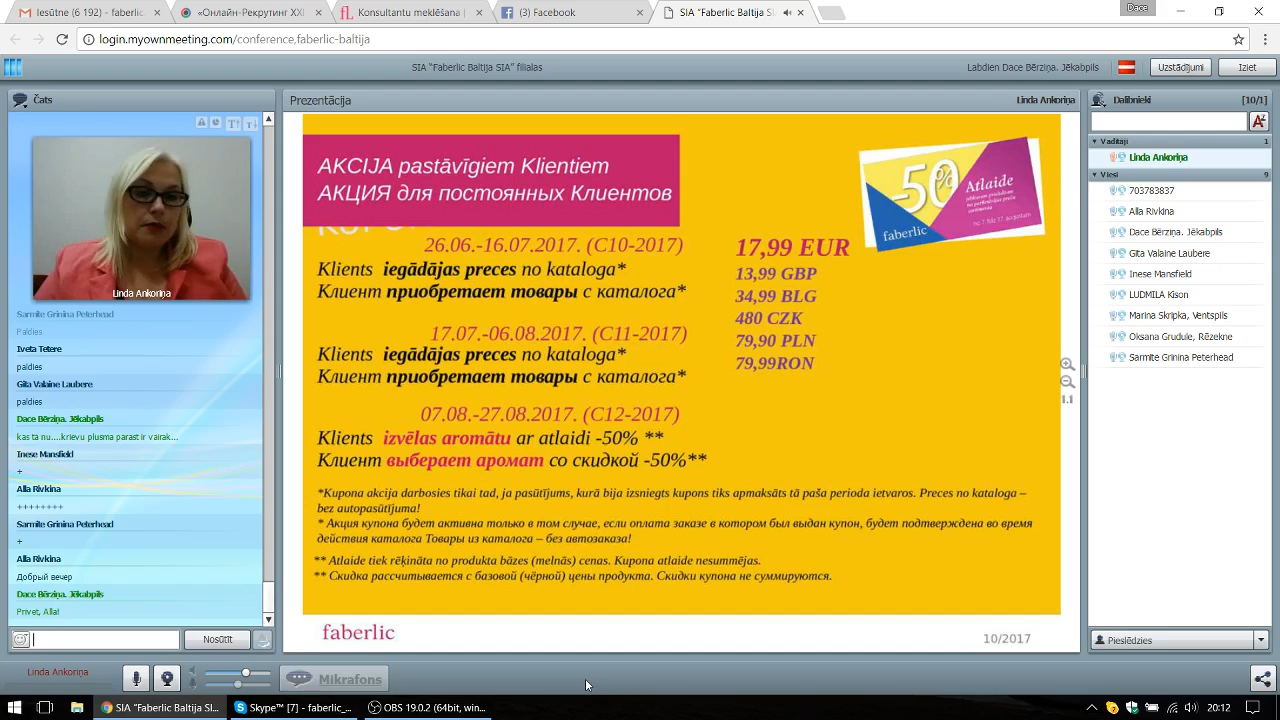 Iesūtne (6 192) - faberlic.
«Онлайн-Рекрутинг XXI
Konsultantu meklēšana |
(3) Facebook
SIA "Faberlic Baltija SI
Dace
login.myownmeeting.com/conference,faberlic-baltija
SIA "Faberlic Baltija SIA" filiālas
Labdien Dace Bērziņa. Jēkabpils
Uzstādījumi
Iziet
Čats
Linda Ankoriņa
Sarmite Grinina Peterhead
Paldies
Iveta Tetere
paldies
Gita Valaine Laubere
paldies
Dace Bērziņa. Jēkabpils
kas ta nu....krievu plusma parast ir vairak...
Inese Mansfield
+
Alla Rivkina
++++++++
Sarmite Grinina Peterhead
+
Alla Rivkina
Добрый вечер
Dace Bērziņa. Jēkabpils
Privet, Alla!
Nosūtīt
Prezentācija
Linda Ankoriņa
AKCIJA pastāvīgiem Klientiem
АКЦИЯ для постоянных Клиентов
26.06.-16.07.2017. (C10-2017)
Klients iegādājas preces no kataloga*
Клиент приобретает товары с каталога*
17.07.-06.08.2017. (C11-2017)
Klients iegādājas preces no kataloga*
Клиент приобретает товары с каталога*
07.08.-27.08.2017. (C12-2017)
Klients izvēlas aromātu ar atlaidi -50% **
Клиент выберает аромат со скидкой -50%**
17,99 EUR
13,99 GBP
34,99 BLG
480 CZK
79,90 PLN
79,99RON
-50%
Atlaide
faberlic
*Kupona akcija darbosies tikai tad, ja pasūtījums, kurā bija izsniegts kupons tiks apmaksāts tā paša perioda ietvaros. Preces no kataloga –
bez autopasūtījuma!
* Акция купона будет активна только в том случае, если оплата заказе в котором был выдан купон, будет подтверждена во время
действия каталога Товары из каталога – без автозаказа!
** Atlaide tiek rēķināta no produkta bāzes (melnās) cenas. Kupona atlaide nesummējas.
** Скидка рассчитывается с базовой (чёрной) цены продукта. Скидки купона не суммируются.
faberlic
10/2017
1.1
Dalībnieki
[10/1]
Vadītāji
1
Linda Ankoriņa
Viesi
9
703783837
Alla Rivkina
Dace Bērziņa. Jēkabpils
Gita Valaine Laubere
Inese Mansfield
LUDMILA Kison
Marina Skripka, Ventspils
Oksana Grudule, Rēzekne
Sarmite Grinina Peterhead
Pieslēdzies
Linda Ankoriņa
Mikrafons
SIA "Faberlic Baltija SI...
Skype™ [7] - faberlic_...
OBS 19.0.2 (64bit, win...
20:12